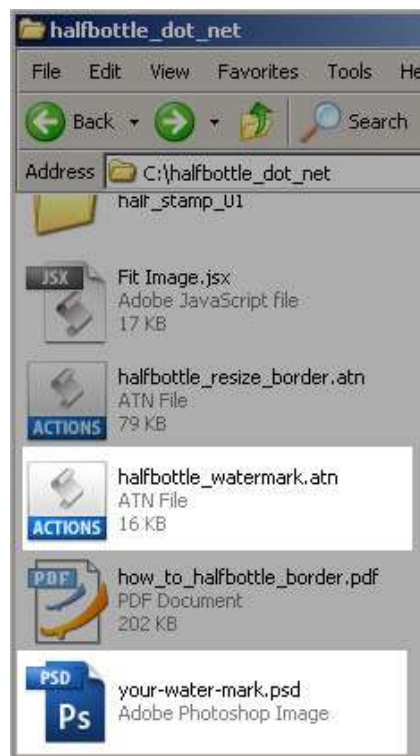 halfbottle_dot_net
File Edit View Favorites Tools He
Back Search
Address C:\halfbottle_dot_net
half_stamp_01
JSX
Fit Image.jsx
Adobe JavaScript file
17 KB
halfbottle_resize_border.atn
ATN File
79 KB
ACTIONS
halfbottle_watermark.atn
ATN File
16 KB
ACTIONS
PDF
how_to_halfbottle_border.pdf
PDF Document
202 KB
PSD
Ps
your-water-mark.psd
Adobe Photoshop Image